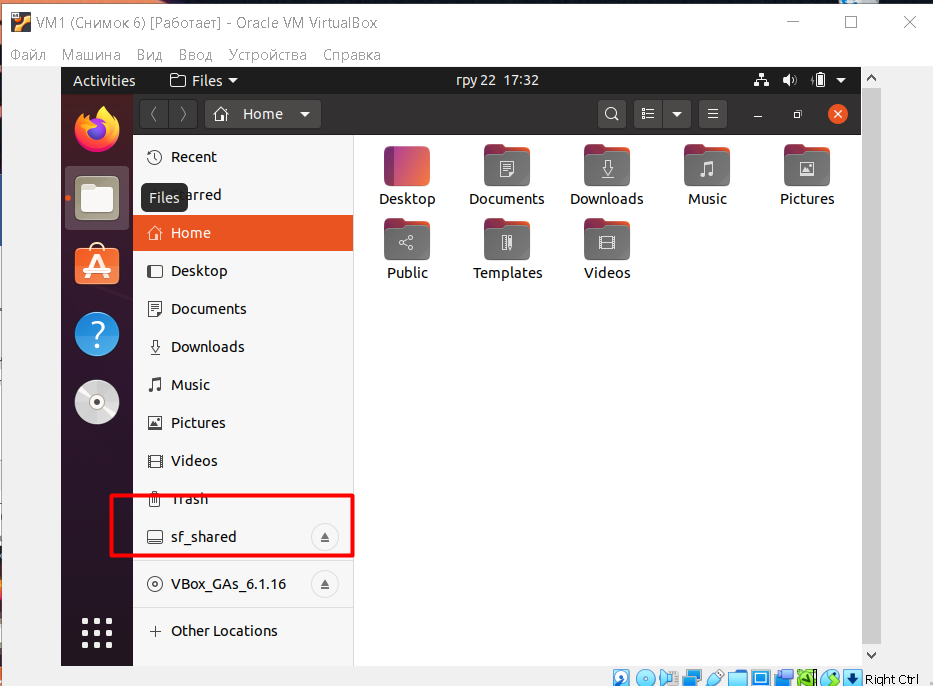 VM1 (Снимок 6) [Работает] - Oracle VM VirtualBox
Файл Машина Вид Ввод Устройства Справка
Activities Files гру 22 17:32
Home
Recent
arred
Files
Home
Desktop
Documents
Downloads
Music
Pictures
Videos
Trash
sf_shared
VBox_GAs_6.1.16
Other Locations
Desktop Documents Downloads Music Pictures
Public Templates Videos
Right Ctrl